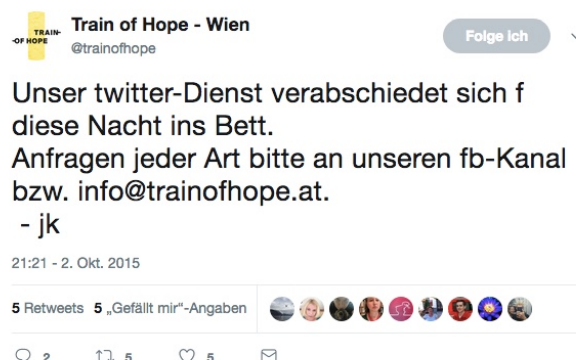 TRAIN-
-OF HOPE
Train of Hope - Wien
@trainofhope
Folge ich
Unser twitter-Dienst verabschiedet sich f
diese Nacht ins Bett.
Anfragen jeder Art bitte an unseren fb-Kanal
bzw. info@trainofhope.at.
- jk
21:21 - 2. Okt. 2015
5 Retweets 5 „Gefällt mir"-Angaben
2 5 5